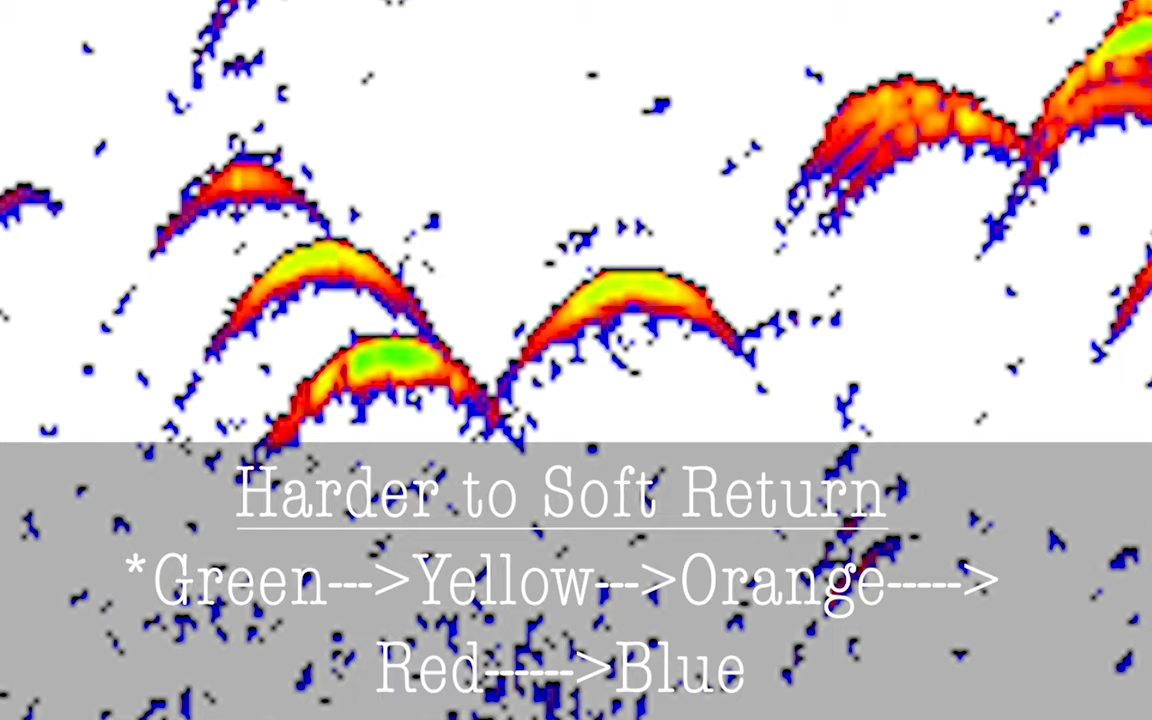 Harder to Soft Return
*Green--->Yellow--->Orange----->
Red------>Blue